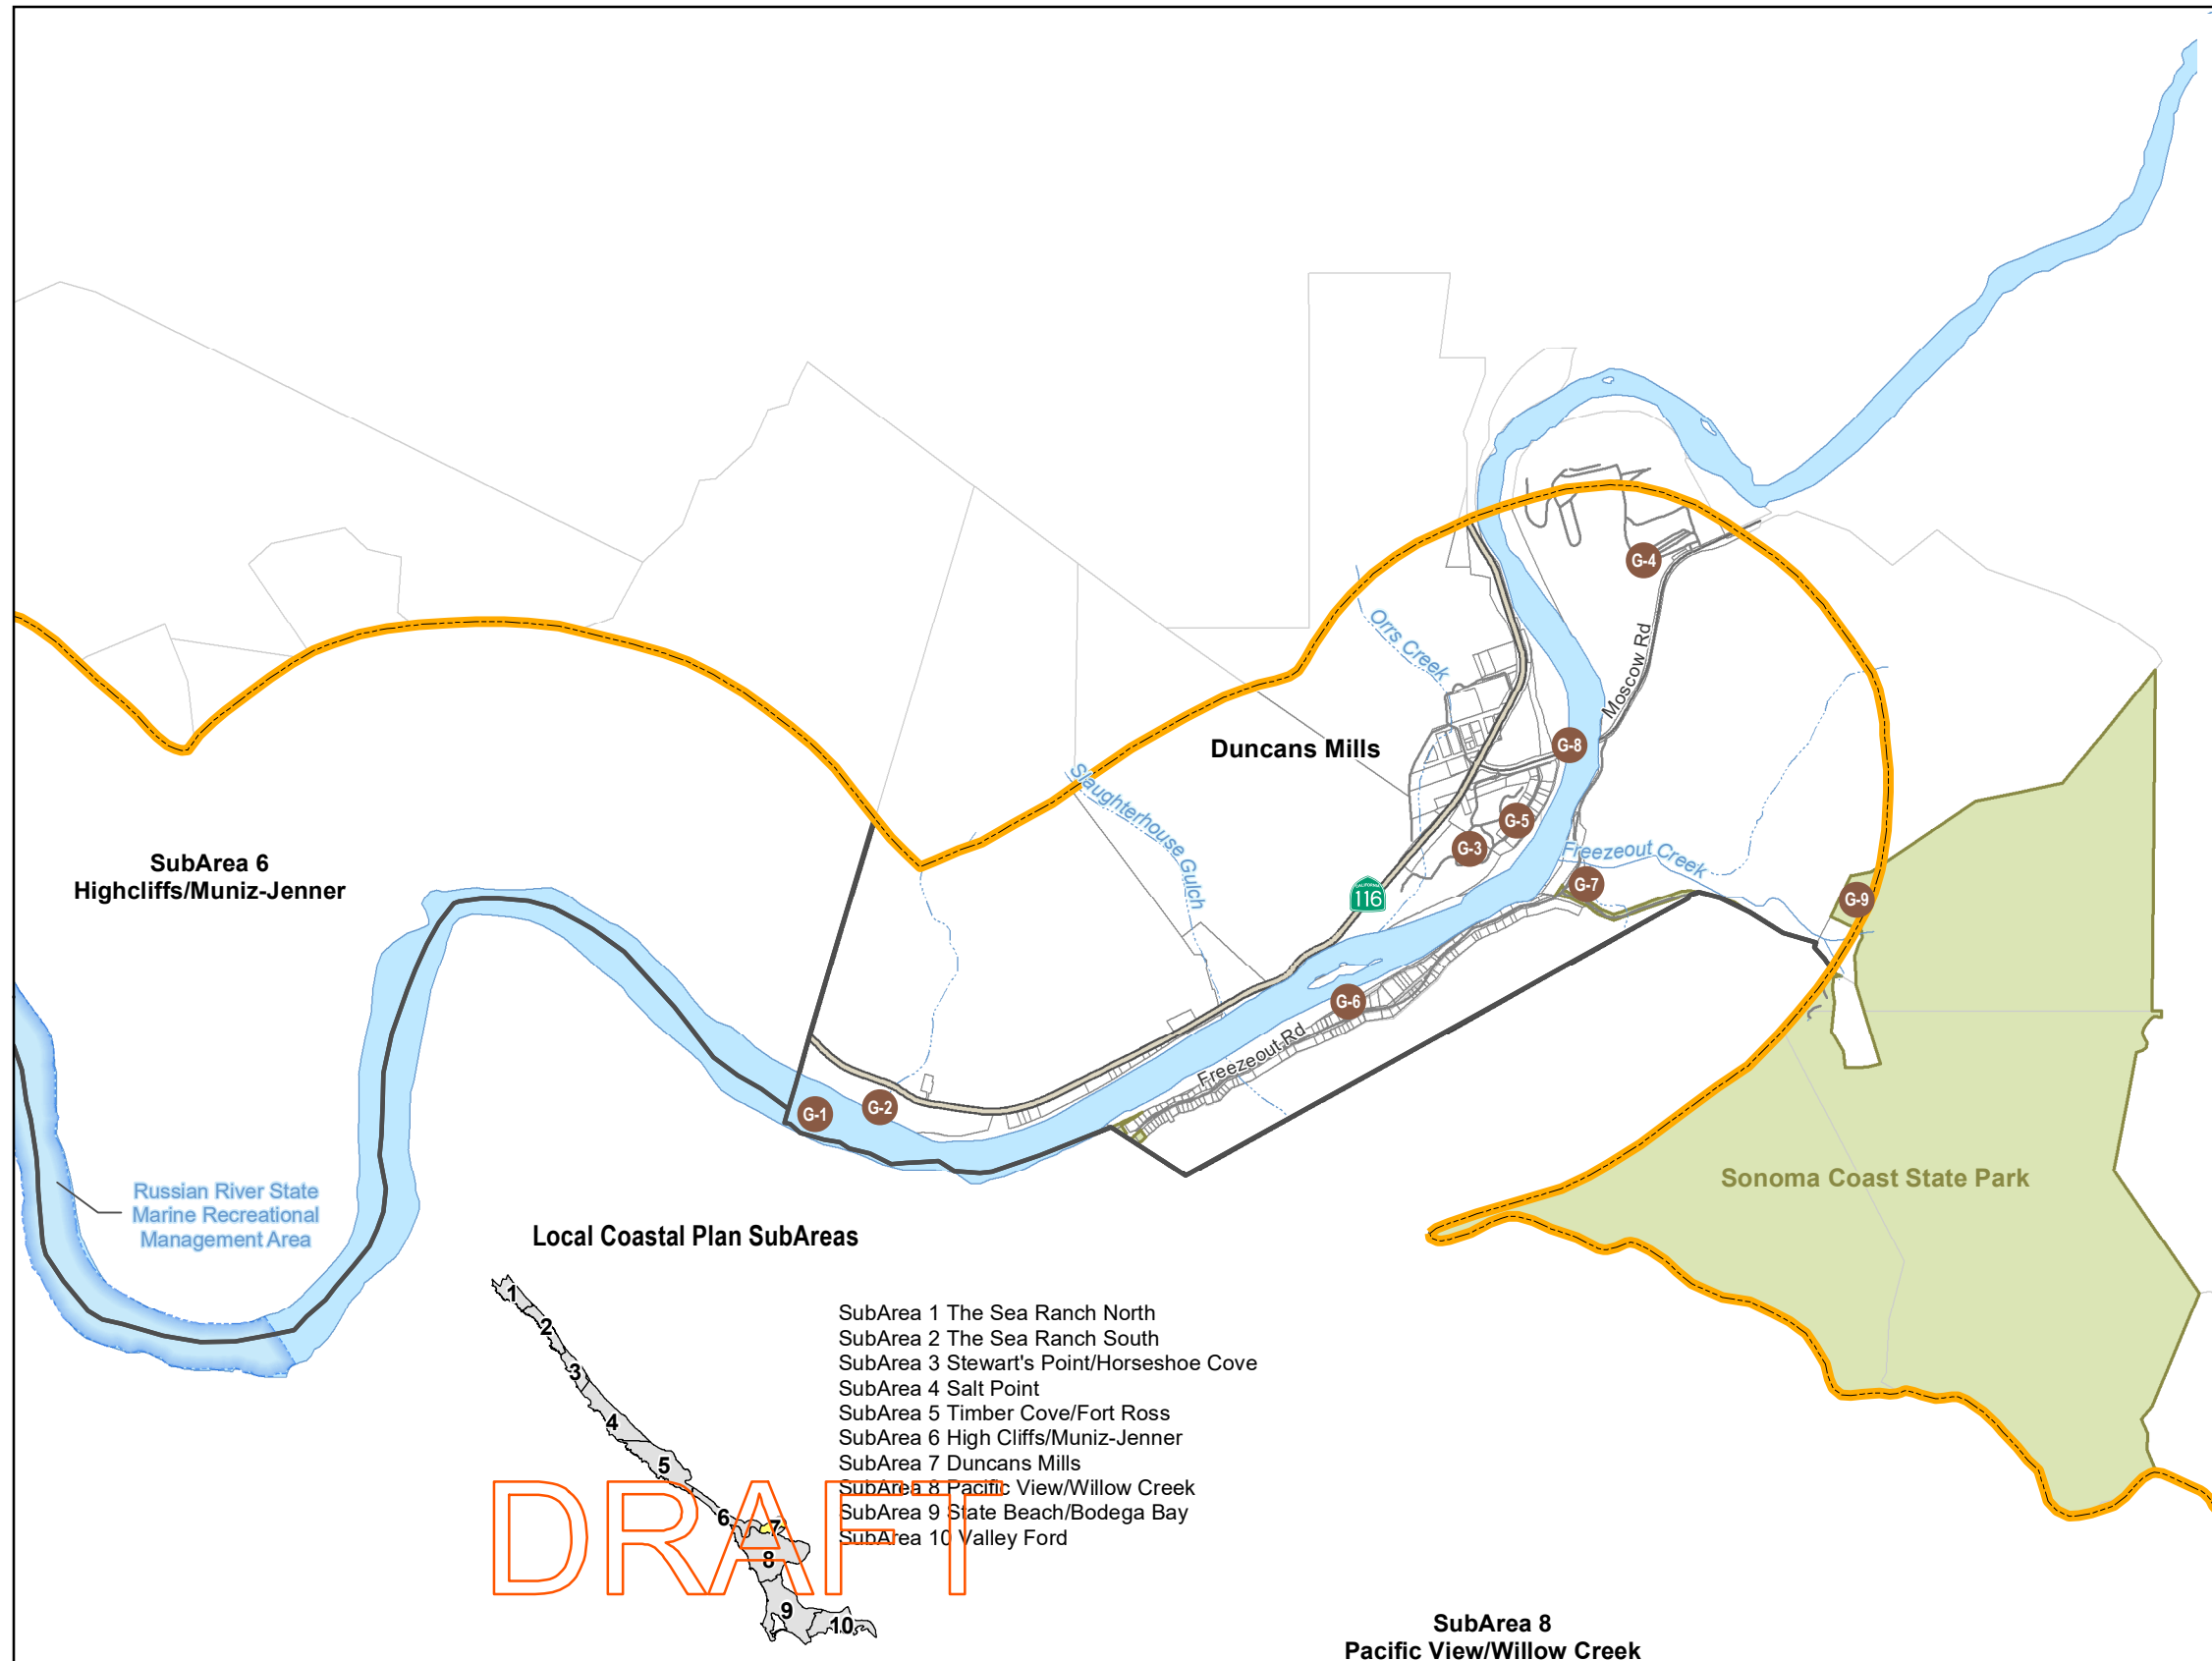 G-4
Orrs Creek
Moscow Rd
Duncans Mills
G-8
Slaughterhouse Gulch
G-5
G-3
Freezeout Creek
SubArea 6
Highcliffs/Muniz-Jenner
CALIFORNIA
116
G-7
G-9
G-6
Freezeout Rd
G-1
G-2
Sonoma Coast State Park
Russian River State
Marine Recreational
Management Area
Local Coastal Plan SubAreas
1
2
3
4
5
6
7
8
9
10
SubArea 1 The Sea Ranch North
SubArea 2 The Sea Ranch South
SubArea 3 Stewart's Point/Horseshoe Cove
SubArea 4 Salt Point
SubArea 5 Timber Cove/Fort Ross
SubArea 6 High Cliffs/Muniz-Jenner
SubArea 7 Duncans Mills
SubArea 8 Pacific View/Willow Creek
SubArea 9 State Beach/Bodega Bay
SubArea 10 Valley Ford
DRAFT
SubArea 8
Pacific View/Willow Creek